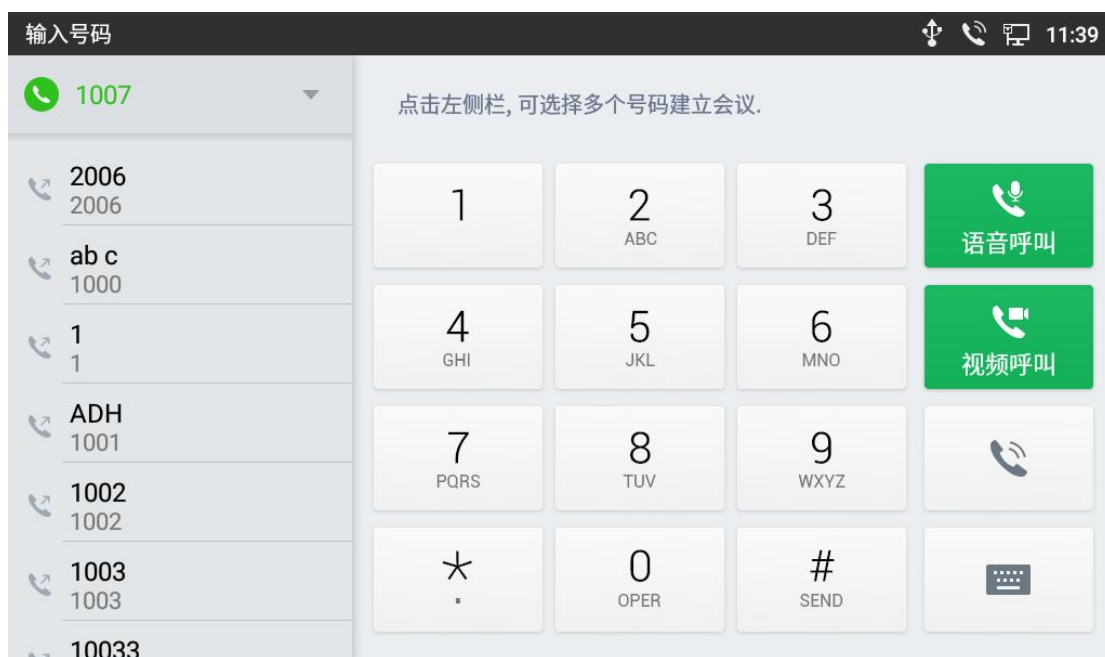 输入号码
11:39
1007
2006
2006
ab c
1000
1
1
ADH
1001
1002
1002
1003
1003
10033
点击左侧栏, 可选择多个号码建立会议.
1
2
ABC
3
DEF
语音呼叫
4
GHI
5
JKL
6
MNO
视频呼叫
7
PQRS
8
TUV
9
WXYZ
*
.
0
OPER
#
SEND